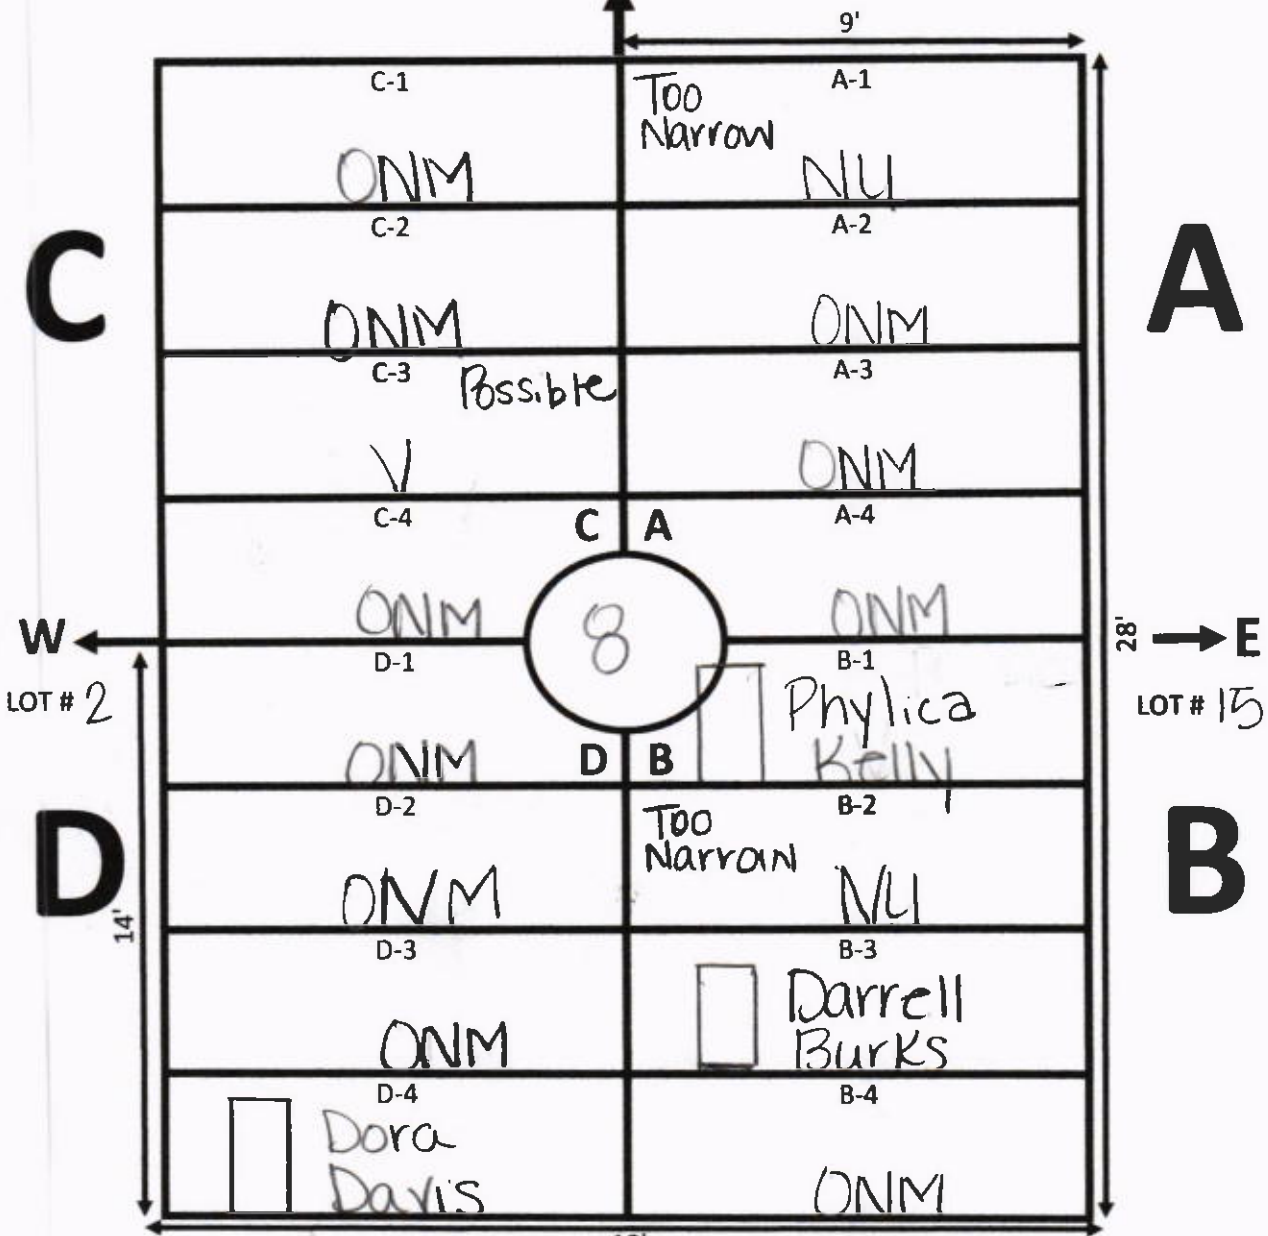 9'
C-1
A-1
Too
Narrow
ONM
NU
C-2
A-2
C
A
ONM
ONM
C-3
Possible
A-3
V
ONM
C-4
C A
A-4
ONM
8
ONM
W
28'
E
D-1
B-1
LOT # 2
LOT # 15
Phylica
Kelly
ONM
D B
D-2
B-2
Too
Narrow
D
B
14'
ONM
NU
D-3
B-3
Darrell
Burks
ONM
D-4
B-4
Dora
Davis
ONM